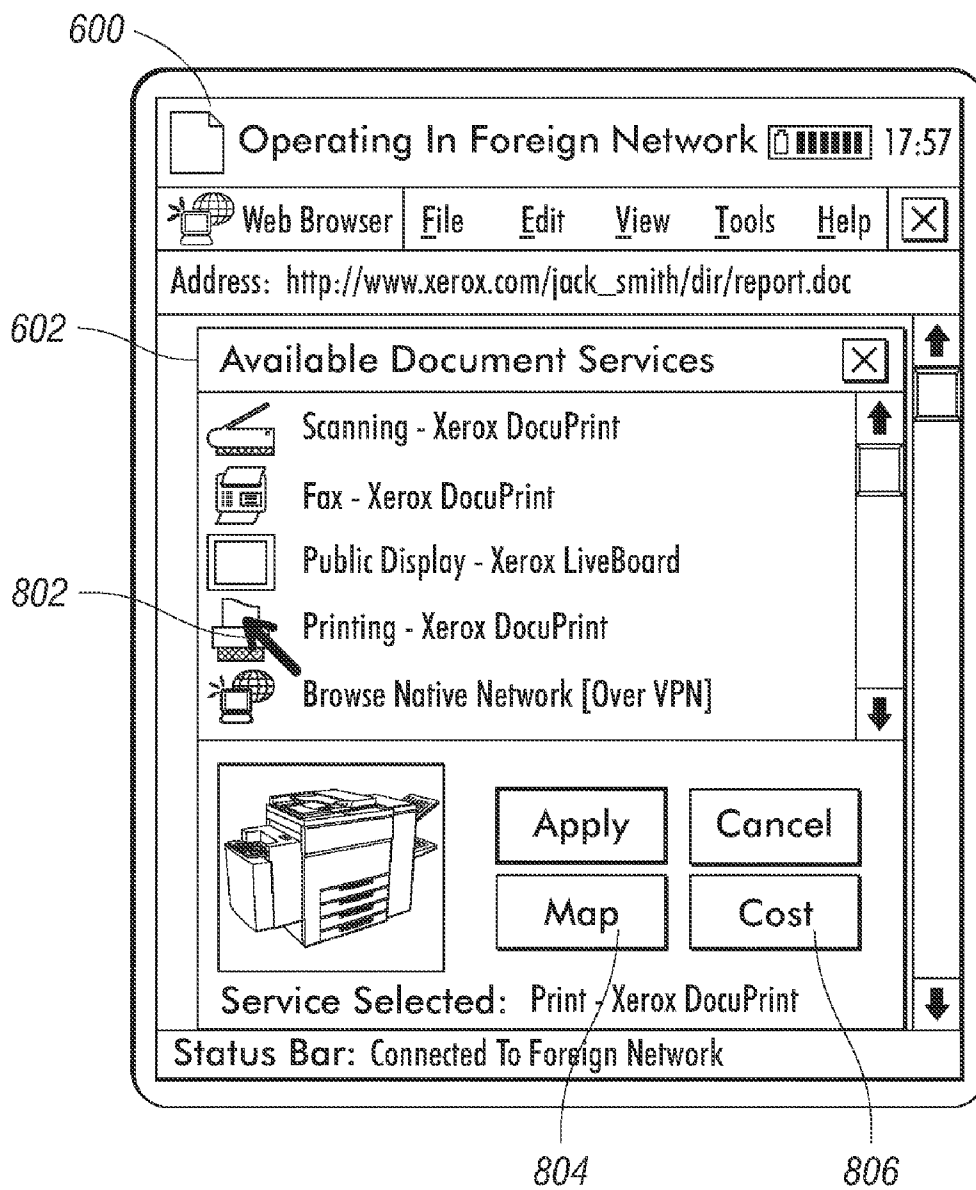 600
Operating In Foreign Network 17:57
Web Browser File Edit View Tools Help
Address: http://www.xerox.com/jack_smith/dir/report.doc
602
Available Document Services
Scanning - Xerox DocuPrint
Fax - Xerox DocuPrint
Public Display - Xerox LiveBoard
802
Printing - Xerox DocuPrint
Browse Native Network [Over VPN]
Apply Cancel
Map Cost
Service Selected: Print - Xerox DocuPrint
Status Bar: Connected To Foreign Network
804 806